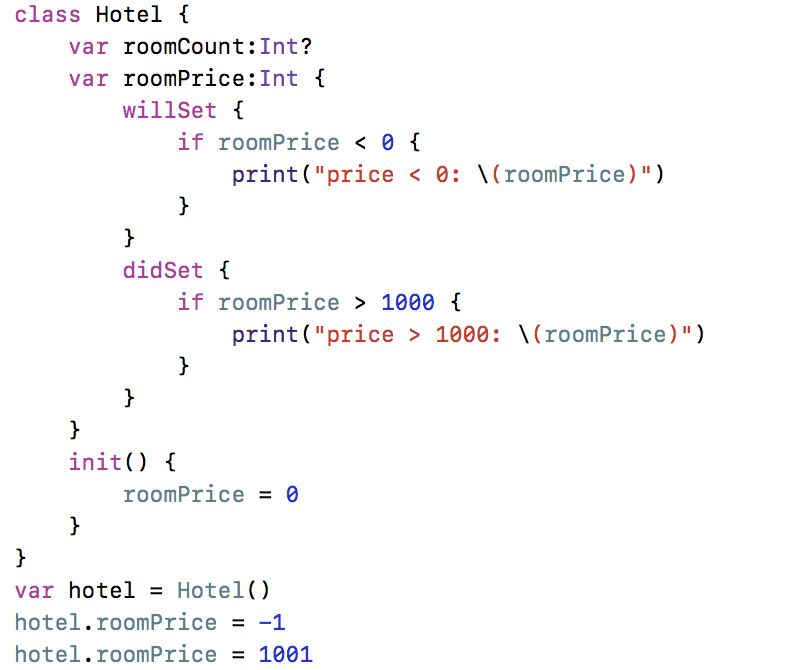 class Hotel {
    var roomCount:Int?
    var roomPrice:Int {
        willSet {
            if roomPrice < 0 {
                print("price < 0: \(roomPrice)")
            }
        }
        didSet {
            if roomPrice > 1000 {
                print("price > 1000: \(roomPrice)")
            }
        }
    }
    init() {
        roomPrice = 0
    }
}
var hotel = Hotel()
hotel.roomPrice = -1
hotel.roomPrice = 1001